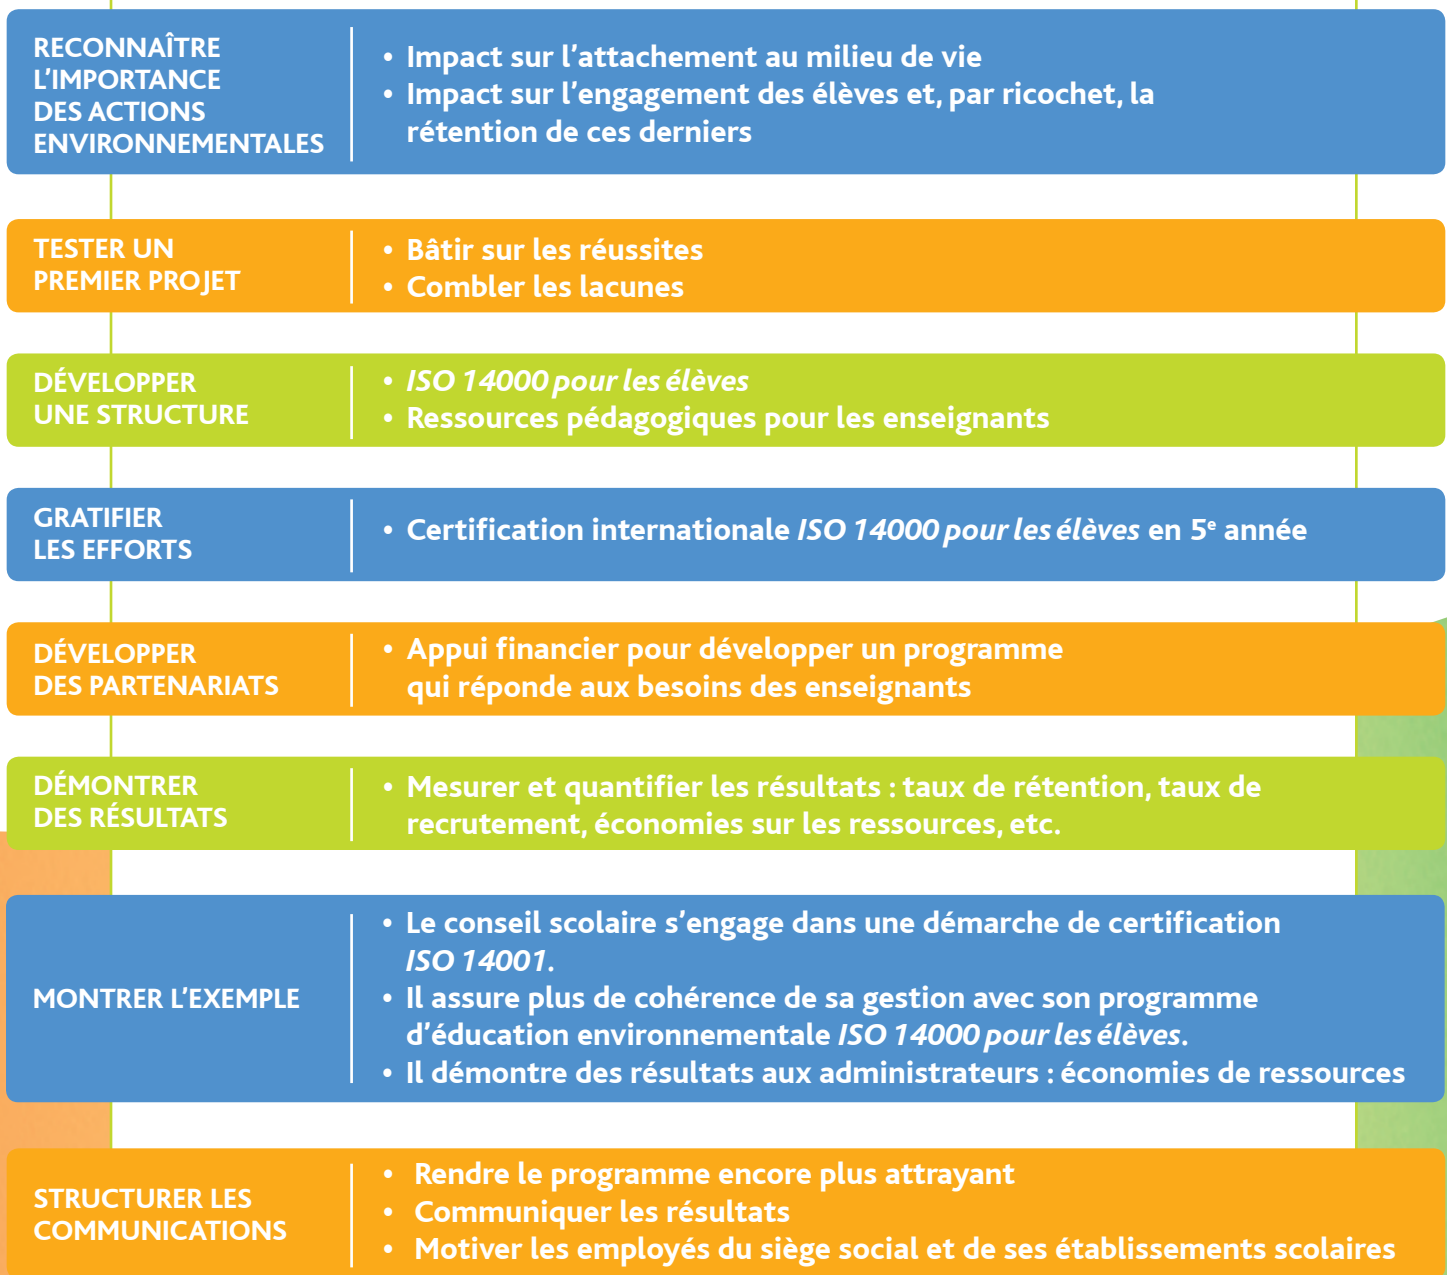 RECONNAÎTRE
L’IMPORTANCE
DES ACTIONS
ENVIRONNEMENTALES
• Impact sur l’attachement au milieu de vie
• Impact sur l’engagement des élèves et, par ricochet, la
rétention de ces derniers
TESTER UN
PREMIER PROJET
• Bâtir sur les réussites
• Combler les lacunes
DÉVELOPPER
UNE STRUCTURE
• ISO 14000 pour les élèves
• Ressources pédagogiques pour les enseignants
GRATIFIER
LES EFFORTS
• Certification internationale ISO 14000 pour les élèves en 5e année
DÉVELOPPER
DES PARTENARIATS
• Appui financier pour développer un programme
qui réponde aux besoins des enseignants
DÉMONTRER
DES RÉSULTATS
• Mesurer et quantifier les résultats : taux de rétention, taux de
recrutement, économies sur les ressources, etc.
MONTRER L’EXEMPLE
• Le conseil scolaire s’engage dans une démarche de certification
ISO 14001.
• Il assure plus de cohérence de sa gestion avec son programme
d’éducation environnementale ISO 14000 pour les élèves.
• Il démontre des résultats aux administrateurs : économies de ressources
STRUCTURER LES
COMMUNICATIONS
• Rendre le programme encore plus attrayant
• Communiquer les résultats
• Motiver les employés du siège social et de ses établissements scolaires